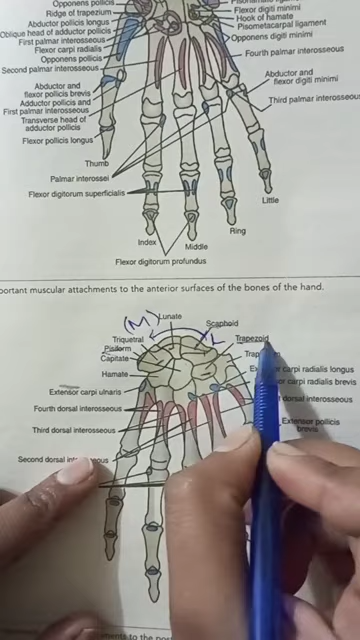 Opponens pollicis
Ridge of trapezium
Abductor pollicis longus
Oblique head of adductor pollicis
First palmar interosseous
Flexor carpi radialis
Opponens pollicis
Second palmar interosseous
Abductor and
flexor pollicis brevis
Adductor pollicis and
First palmar interosseous
Transverse head of
adductor pollicis
Flexor pollicis longus
Thumb
Palmar interossei
Flexor digitorum superficialis
Index
Middle
Ring
Little
Flexor digitorum profundus
Flexor digiti minimi
Hook of hamate
Pisometacarpal ligament
Opponens digiti minimi
Fourth palmar interosseous
Abductor and
flexor digiti minimi
Third palmar interosseous
portant muscular attachments to the anterior surfaces of the bones of the hand.
(M)
L
Lunate
Scaphoid
Triquetral
Trapezoid
Pisiform
Trap
Capitate
Hamate
carpi radialis longus
carpi radialis brevis
Extensor carpi ulnaris
dorsal interosseous
Fourth dorsal interosseous
Extensor pollicis
brevis
Third dorsal interosseous
Second dorsal